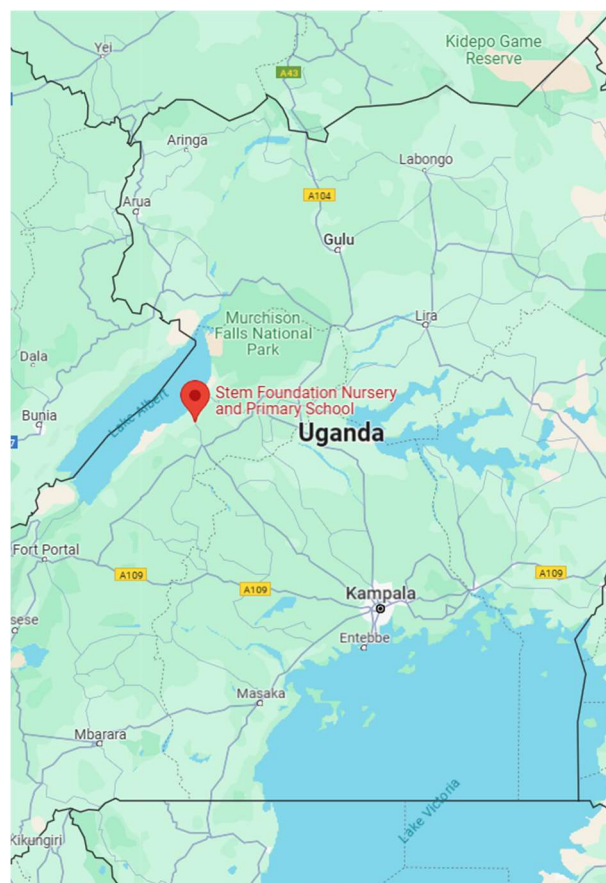 Yei
Kidepo Game
Reserve
A43
Aringa
Labongo
A104
Arua
Gulu
Murchison
Falls National
Park
Lira
Dala
Stem Foundation Nursery
and Primary School
Lake Albert
Bunia
7
Uganda
Fort Portal
A109
A109
A109
Kampala
sese
Entebbe
Masaka
Mbarara
Lake Victoria
Kikungiri